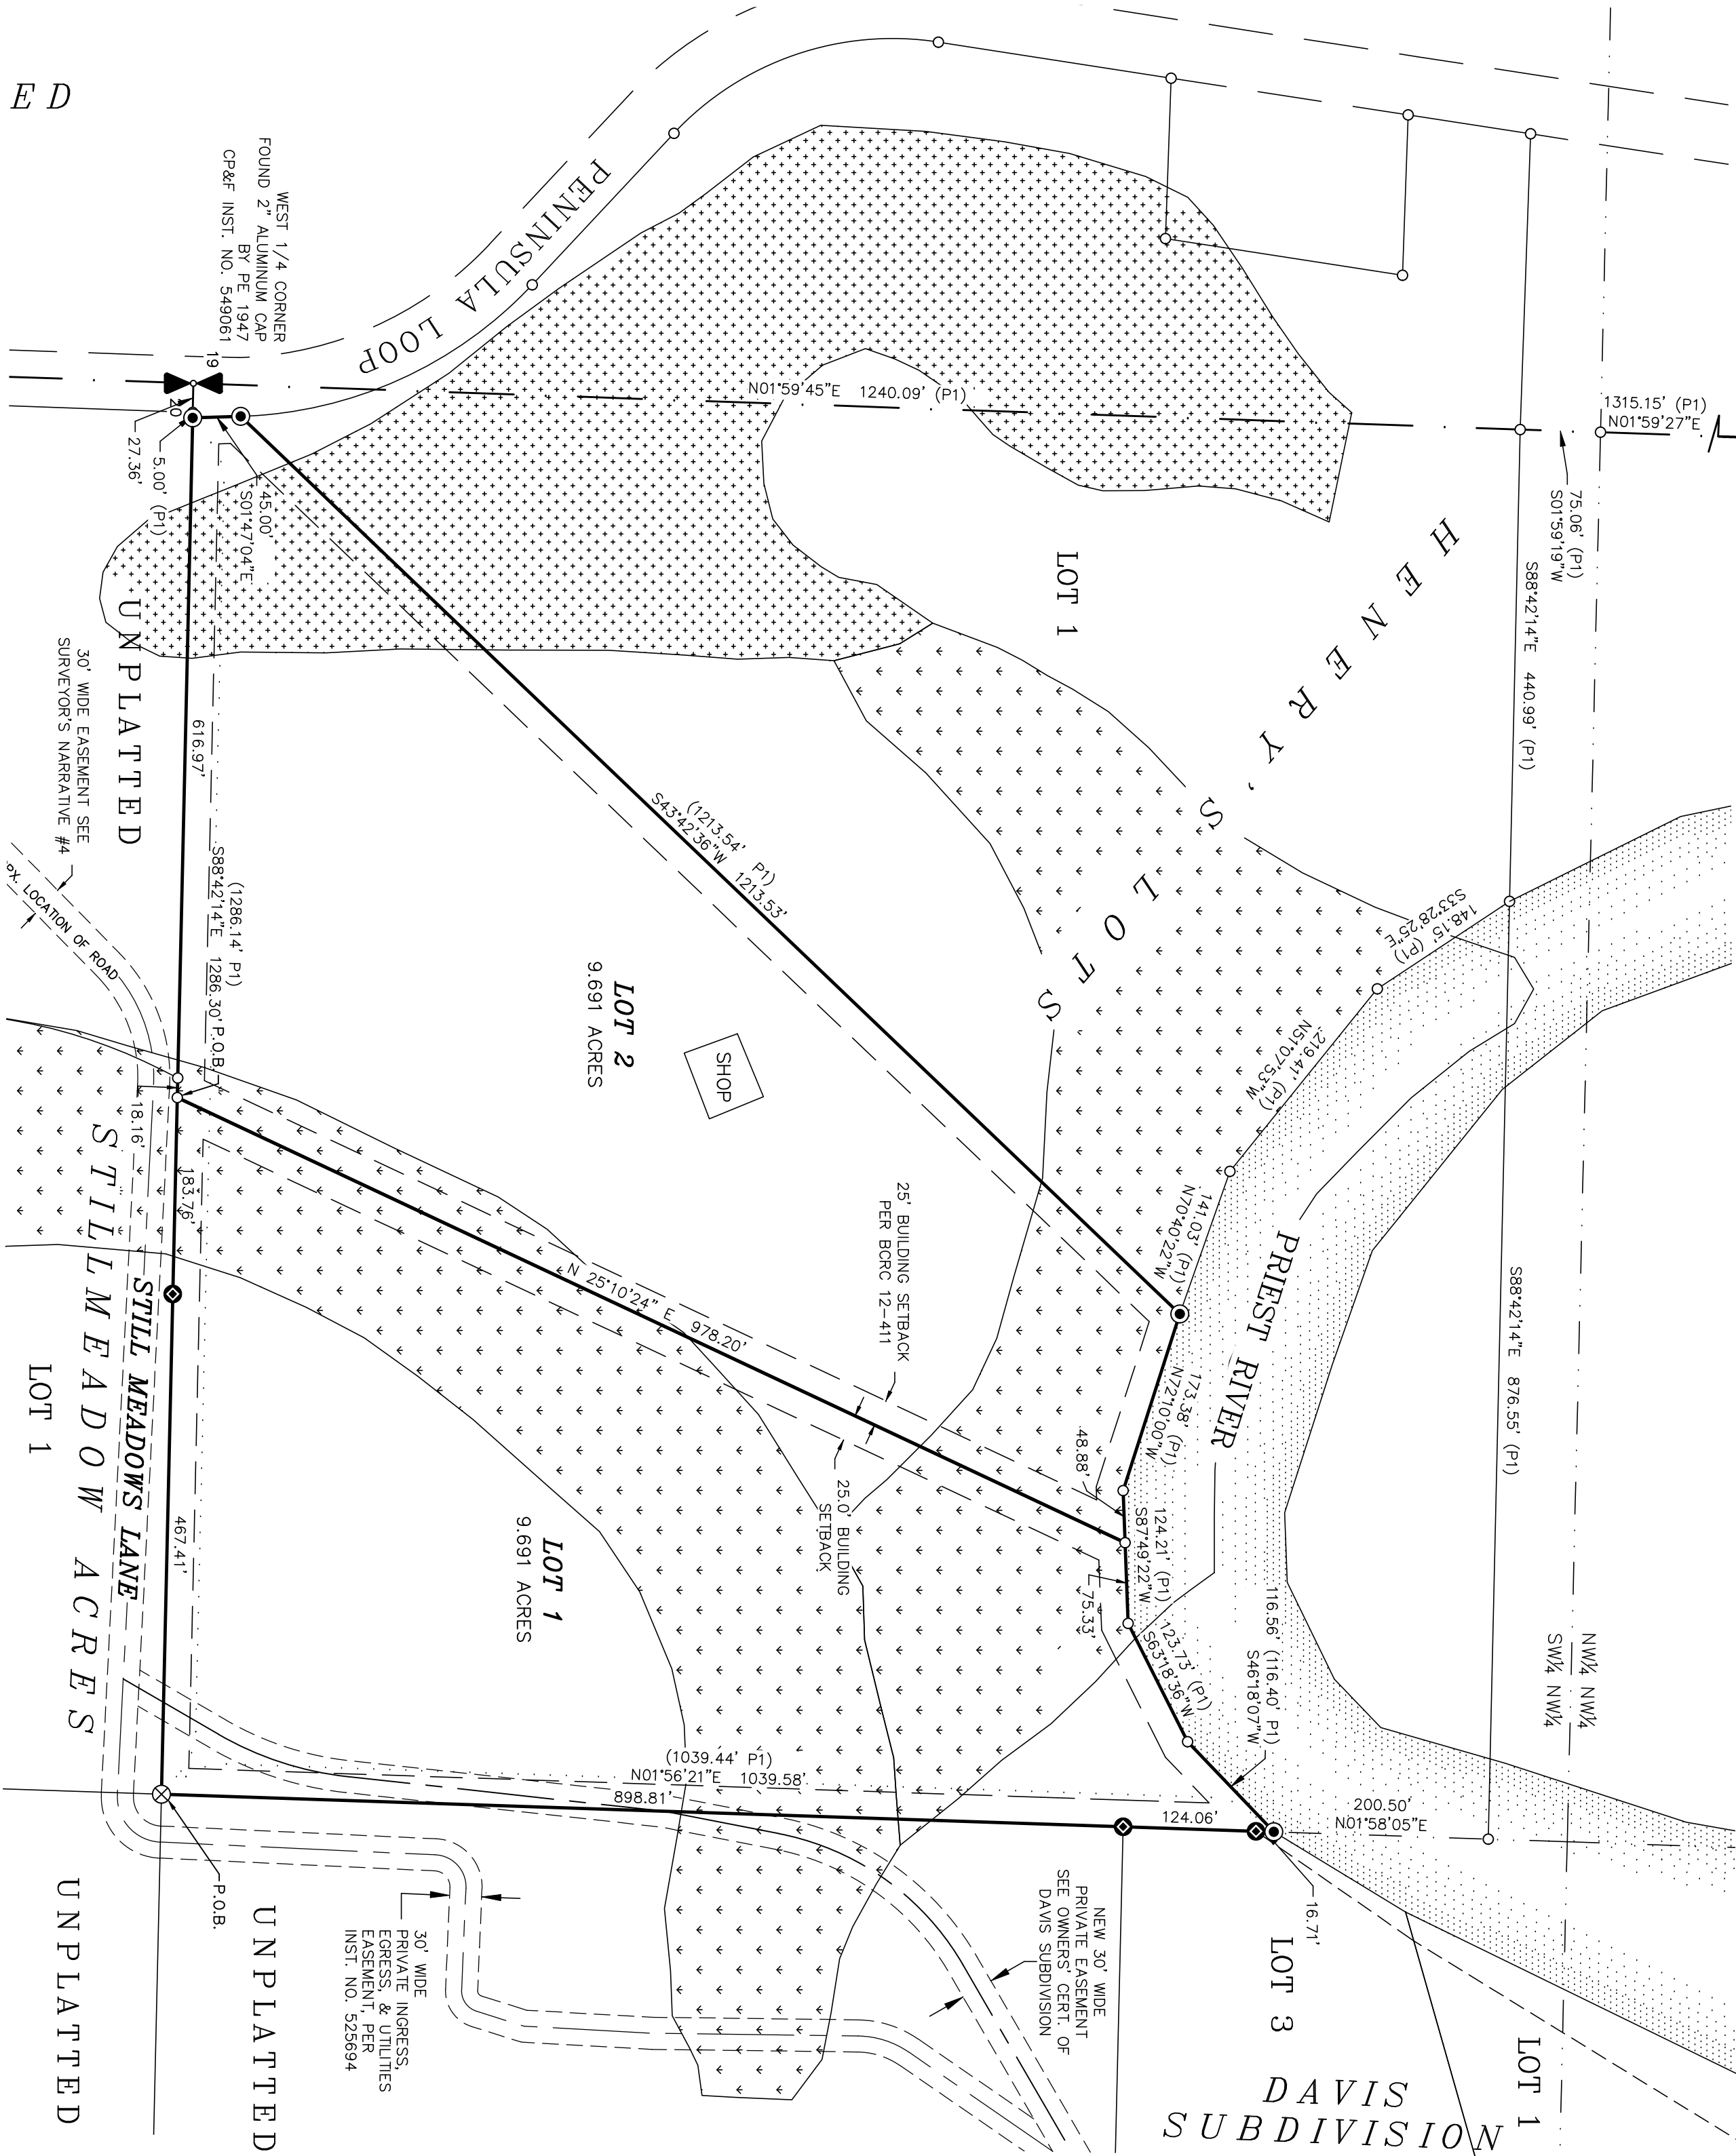 E D
WEST 1/4 CORNER
FOUND 2" ALUMINUM CAP
BY PE 1947
CP&F INST. NO. 549061
19
20
PENINSULA LOOP
5.00' (P1)
27.36'
45.00'
S01°47'04"E
N01°59'45"E 1240.09' (P1)
1315.15' (P1)
N01°59'27"E
75.06' (P1)
S01°59'19"W
S88°42'14"E 440.99' (P1)
LOT 1
HENERY'S
STOLTS
UNPLATTED
30' WIDE EASEMENT SEE
SURVEYOR'S NARRATIVE #4
PX. LOCATION OF ROAD
616.97'
(1286.14' P1)
S88°42'14"E 1286.30'
P.O.B.
(1213.54' P1)
S43°42'36"W 1213.53'
148.15' (P1)
S33°28'25"E
219.41' (P1)
N51°07'53"W
141.03' (P1)
N70°40'22"W
PRIEST RIVER
173.38' (P1)
N72°10'00"W
48.88'
124.21' (P1)
S87°49'22"W
75.33'
123.73' (P1)
S63°18'36"W
116.56' (116.40' P1)
S46°18'07"W
S88°42'14"E 876.55' (P1)
NW¼ NW¼
SW¼ NW¼
LOT 2
9.691 ACRES
SHOP
25' BUILDING SETBACK
PER BCRC 12-411
N 25°10'24" E 978.20'
25.0' BUILDING
SETBACK
LOT 1
9.691 ACRES
18.16'
183.76'
467.41'
STILL MEADOWS LANE
STILLMEADOW ACRES
LOT 1
(1039.44' P1)
N01°56'21"E 1039.58'
898.81'
124.06'
200.50'
N01°58'05"E
16.71'
P.O.B.
UNPLATTED
UNPLATTED
30' WIDE
PRIVATE INGRESS,
EGRESS, & UTILITIES
EASEMENT, PER
INST. NO. 525694
NEW 30' WIDE
PRIVATE EASEMENT
SEE OWNERS' CERT. OF
DAVIS SUBDIVISION
LOT 3
LOT 1
DAVIS
SUBDIVISION